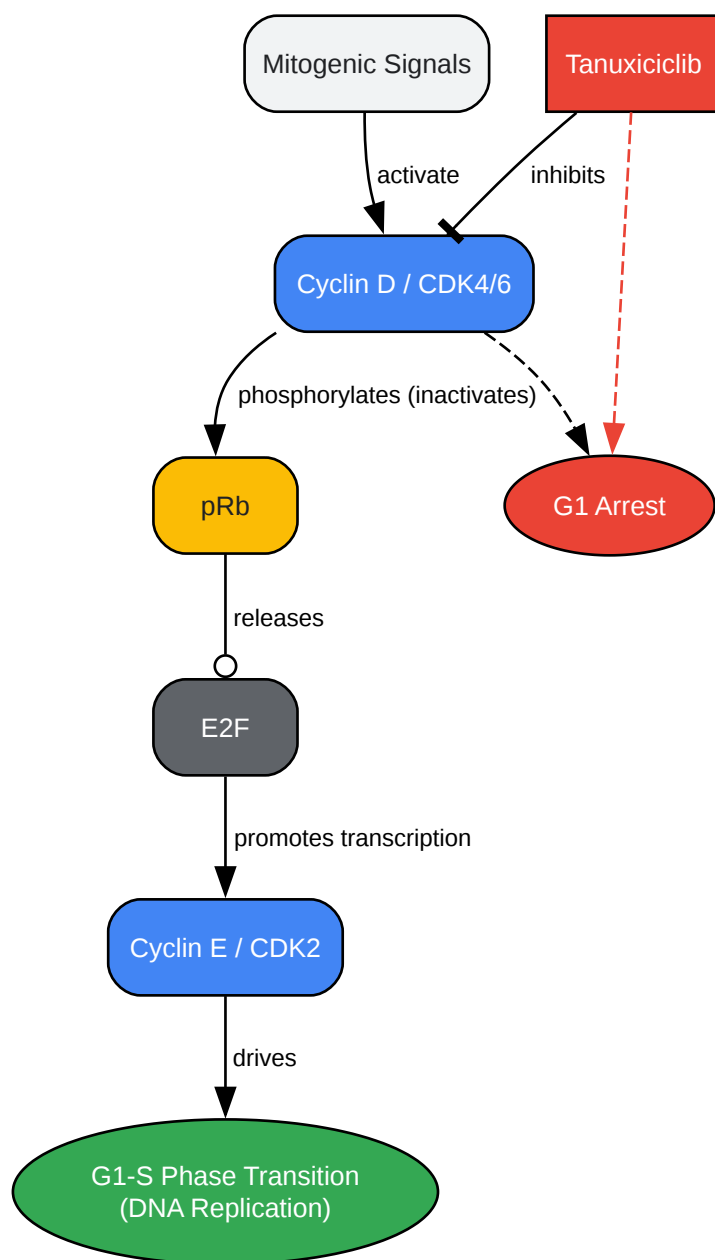 Mitogenic Signals
Tanuxiciclib
activate
inhibits
Cyclin D / CDK4/6
phosphorylates (inactivates)
pRb
G1 Arrest
releases
E2F
promotes transcription
Cyclin E / CDK2
drives
G1-S Phase Transition
(DNA Replication)